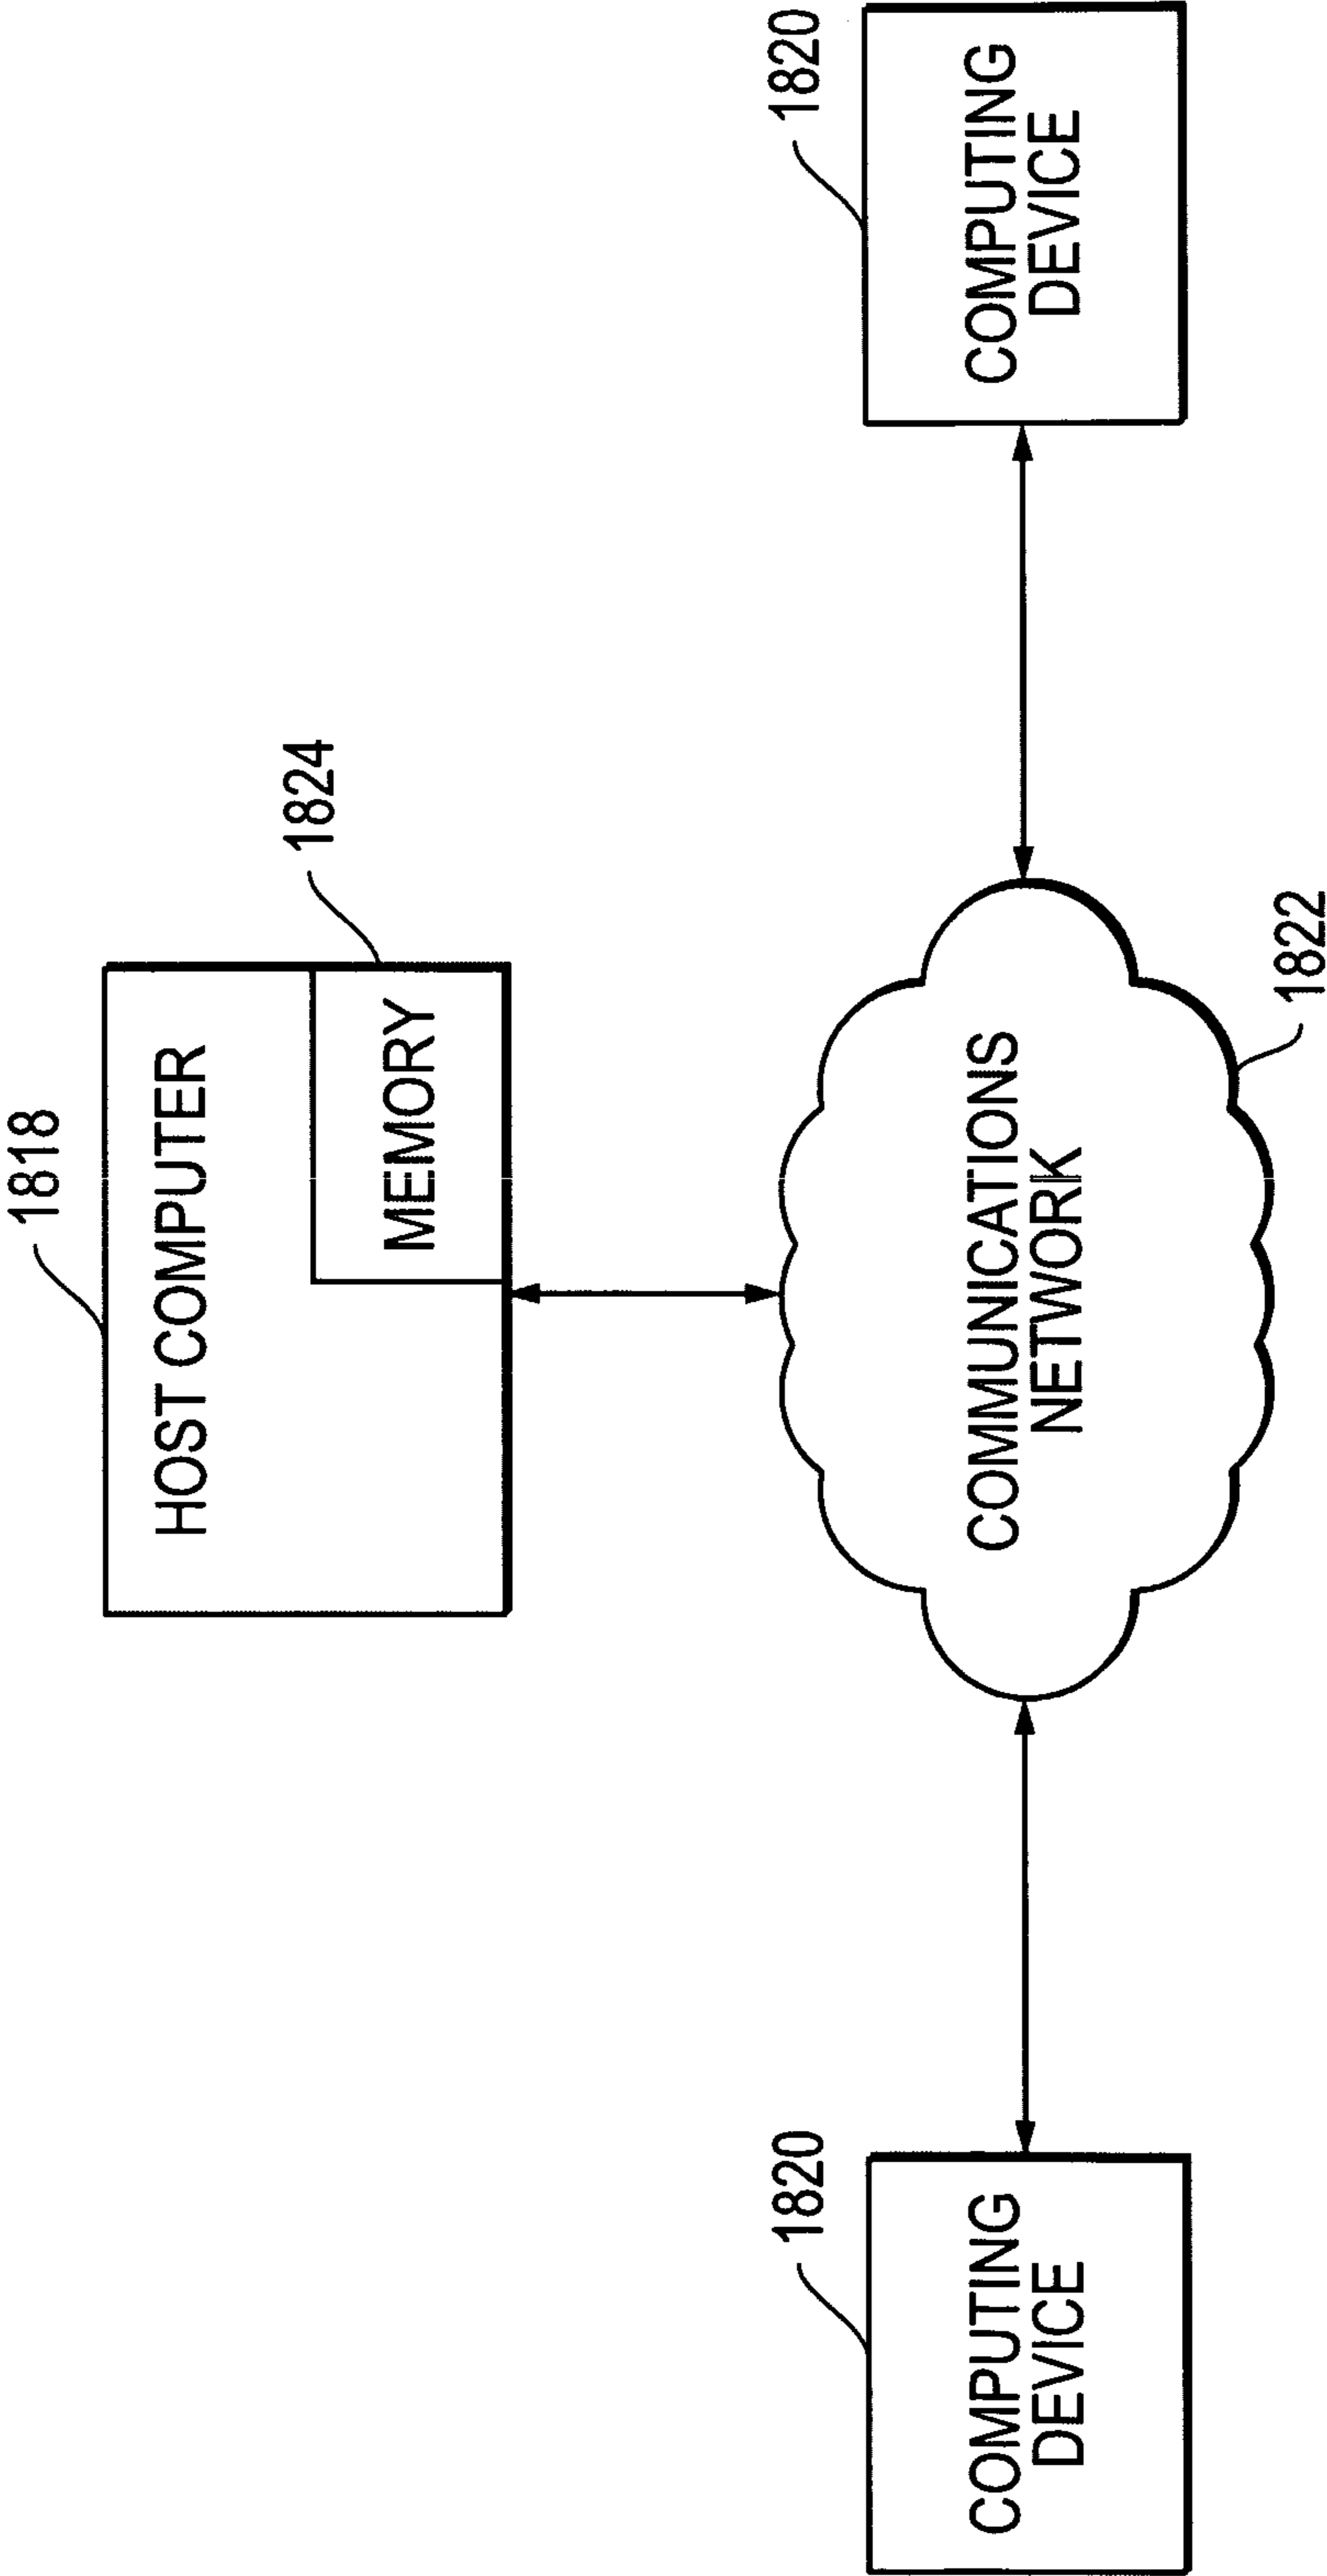 1818
HOST COMPUTER
1824
MEMORY
1820
1820
COMPUTING
DEVICE
COMMUNICATIONS
NETWORK
COMPUTING
DEVICE
1822